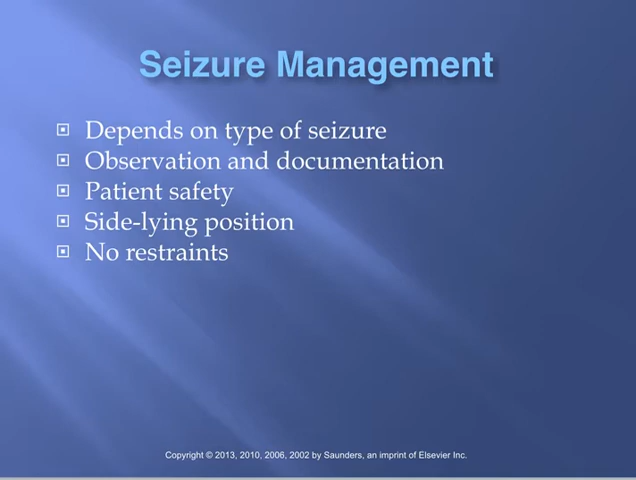 Seizure Management
Depends on type of seizure
Observation and documentation
Patient safety
Side-lying position
No restraints
Copyright © 2013, 2010, 2006, 2002 by Saunders, an imprint of Elsevier Inc.